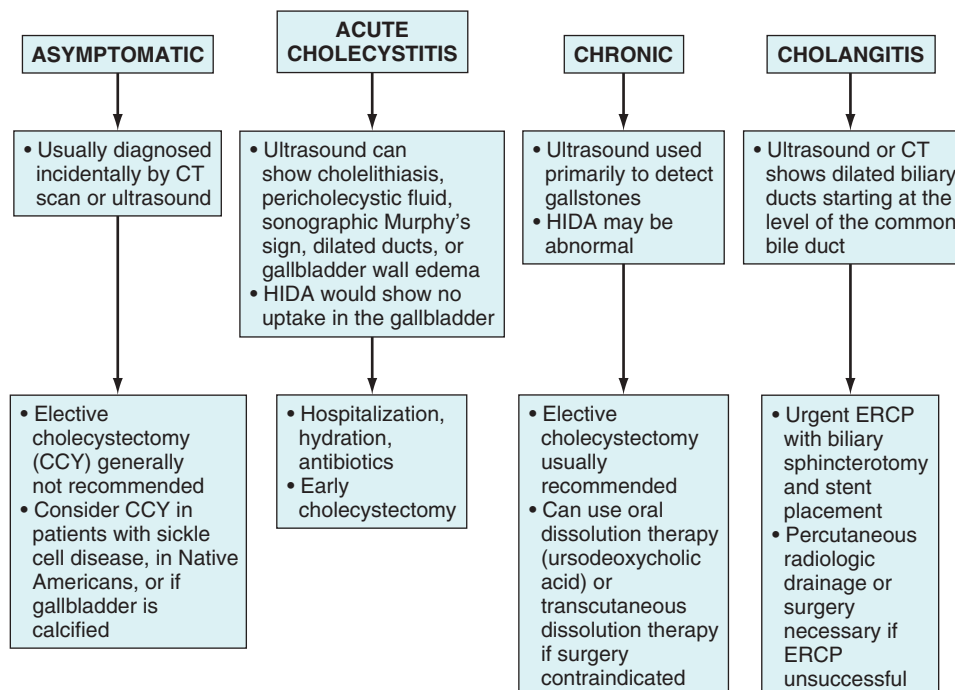 ASYMPTOMATIC
ACUTE
CHOLECYSTITIS
CHRONIC
CHOLANGITIS
• Usually diagnosed
incidentally by CT
scan or ultrasound
• Ultrasound can
show cholelithiasis,
pericholecystic fluid,
sonographic Murphy’s
sign, dilated ducts, or
gallbladder wall edema
• HIDA would show no
uptake in the gallbladder
• Ultrasound used
primarily to detect
gallstones
• HIDA may be
abnormal
• Ultrasound or CT
shows dilated biliary
ducts starting at the
level of the common
bile duct
• Elective
cholecystectomy
(CCY) generally
not recommended
• Consider CCY in
patients with sickle
cell disease, in Native
Americans, or if
gallbladder is
calcified
• Hospitalization,
hydration,
antibiotics
• Early
cholecystectomy
• Elective
cholecystectomy
usually
recommended
• Can use oral
dissolution therapy
(ursodeoxycholic
acid) or
transcutaneous
dissolution therapy
if surgery
contraindicated
• Urgent ERCP
with biliary
sphincterotomy
and stent
placement
• Percutaneous
radiologic
drainage or
surgery
necessary if
ERCP
unsuccessful